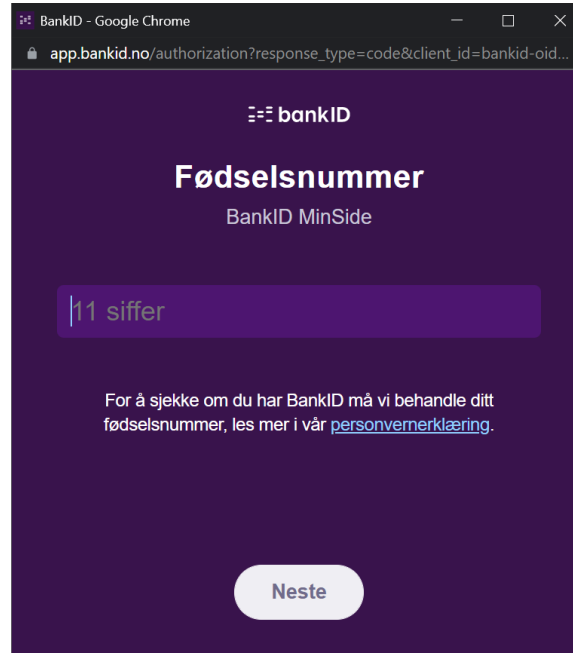 BankID - Google Chrome
app.bankid.no/authorization?response_type=code&client_id=bankid-oid...
bankID
Fødselsnummer
BankID MinSide
11 siffer
For å sjekke om du har BankID må vi behandle ditt
fødselsnummer, les mer i vår personvernerklæring.
Neste